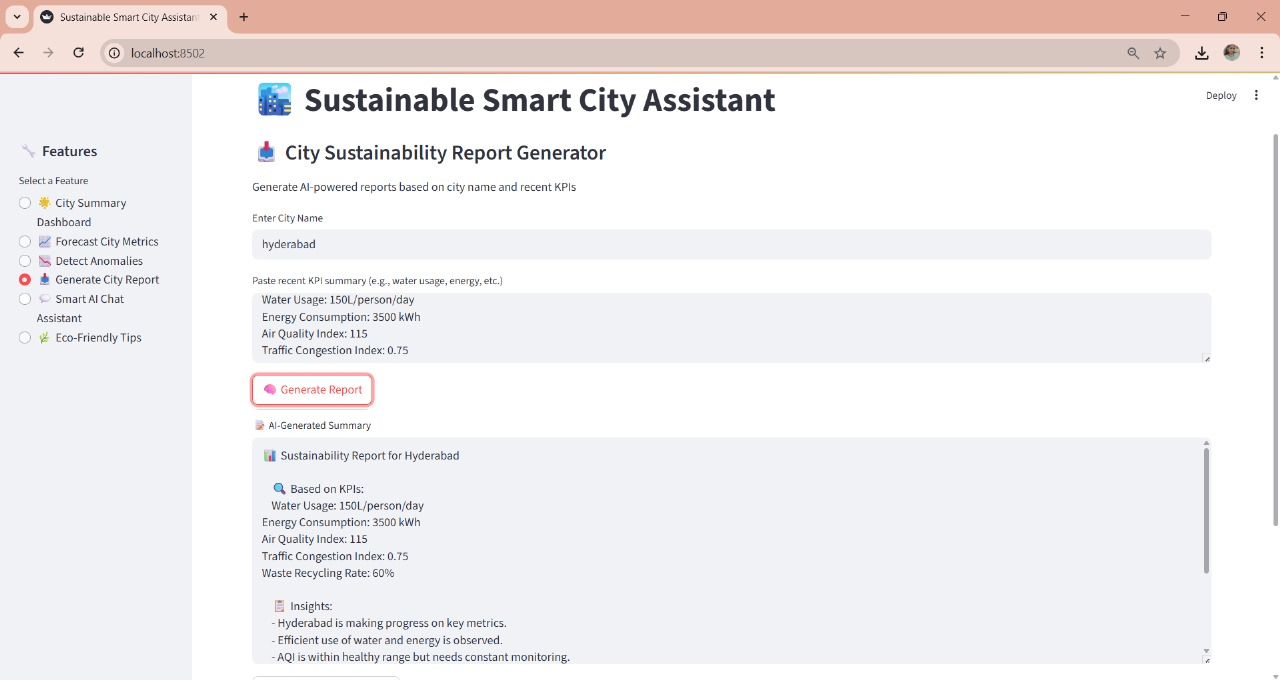 Sustainable Smart City Assistant
localhost:8502
Deploy
Features
Select a Feature
City Summary
Dashboard
Forecast City Metrics
Detect Anomalies
Generate City Report
Smart AI Chat
Assistant
Eco-Friendly Tips
Sustainable Smart City Assistant
City Sustainability Report Generator
Generate AI-powered reports based on city name and recent KPIs
Enter City Name
hyderabad
Paste recent KPI summary (e.g., water usage, energy, etc.)
Water Usage: 150L/person/day
Energy Consumption: 3500 kWh
Air Quality Index: 115
Traffic Congestion Index: 0.75
Generate Report
AI-Generated Summary
Sustainability Report for Hyderabad
Based on KPIs:
Water Usage: 150L/person/day
Energy Consumption: 3500 kWh
Air Quality Index: 115
Traffic Congestion Index: 0.75
Waste Recycling Rate: 60%
Insights:
- Hyderabad is making progress on key metrics.
- Efficient use of water and energy is observed.
- AQI is within healthy range but needs constant monitoring.